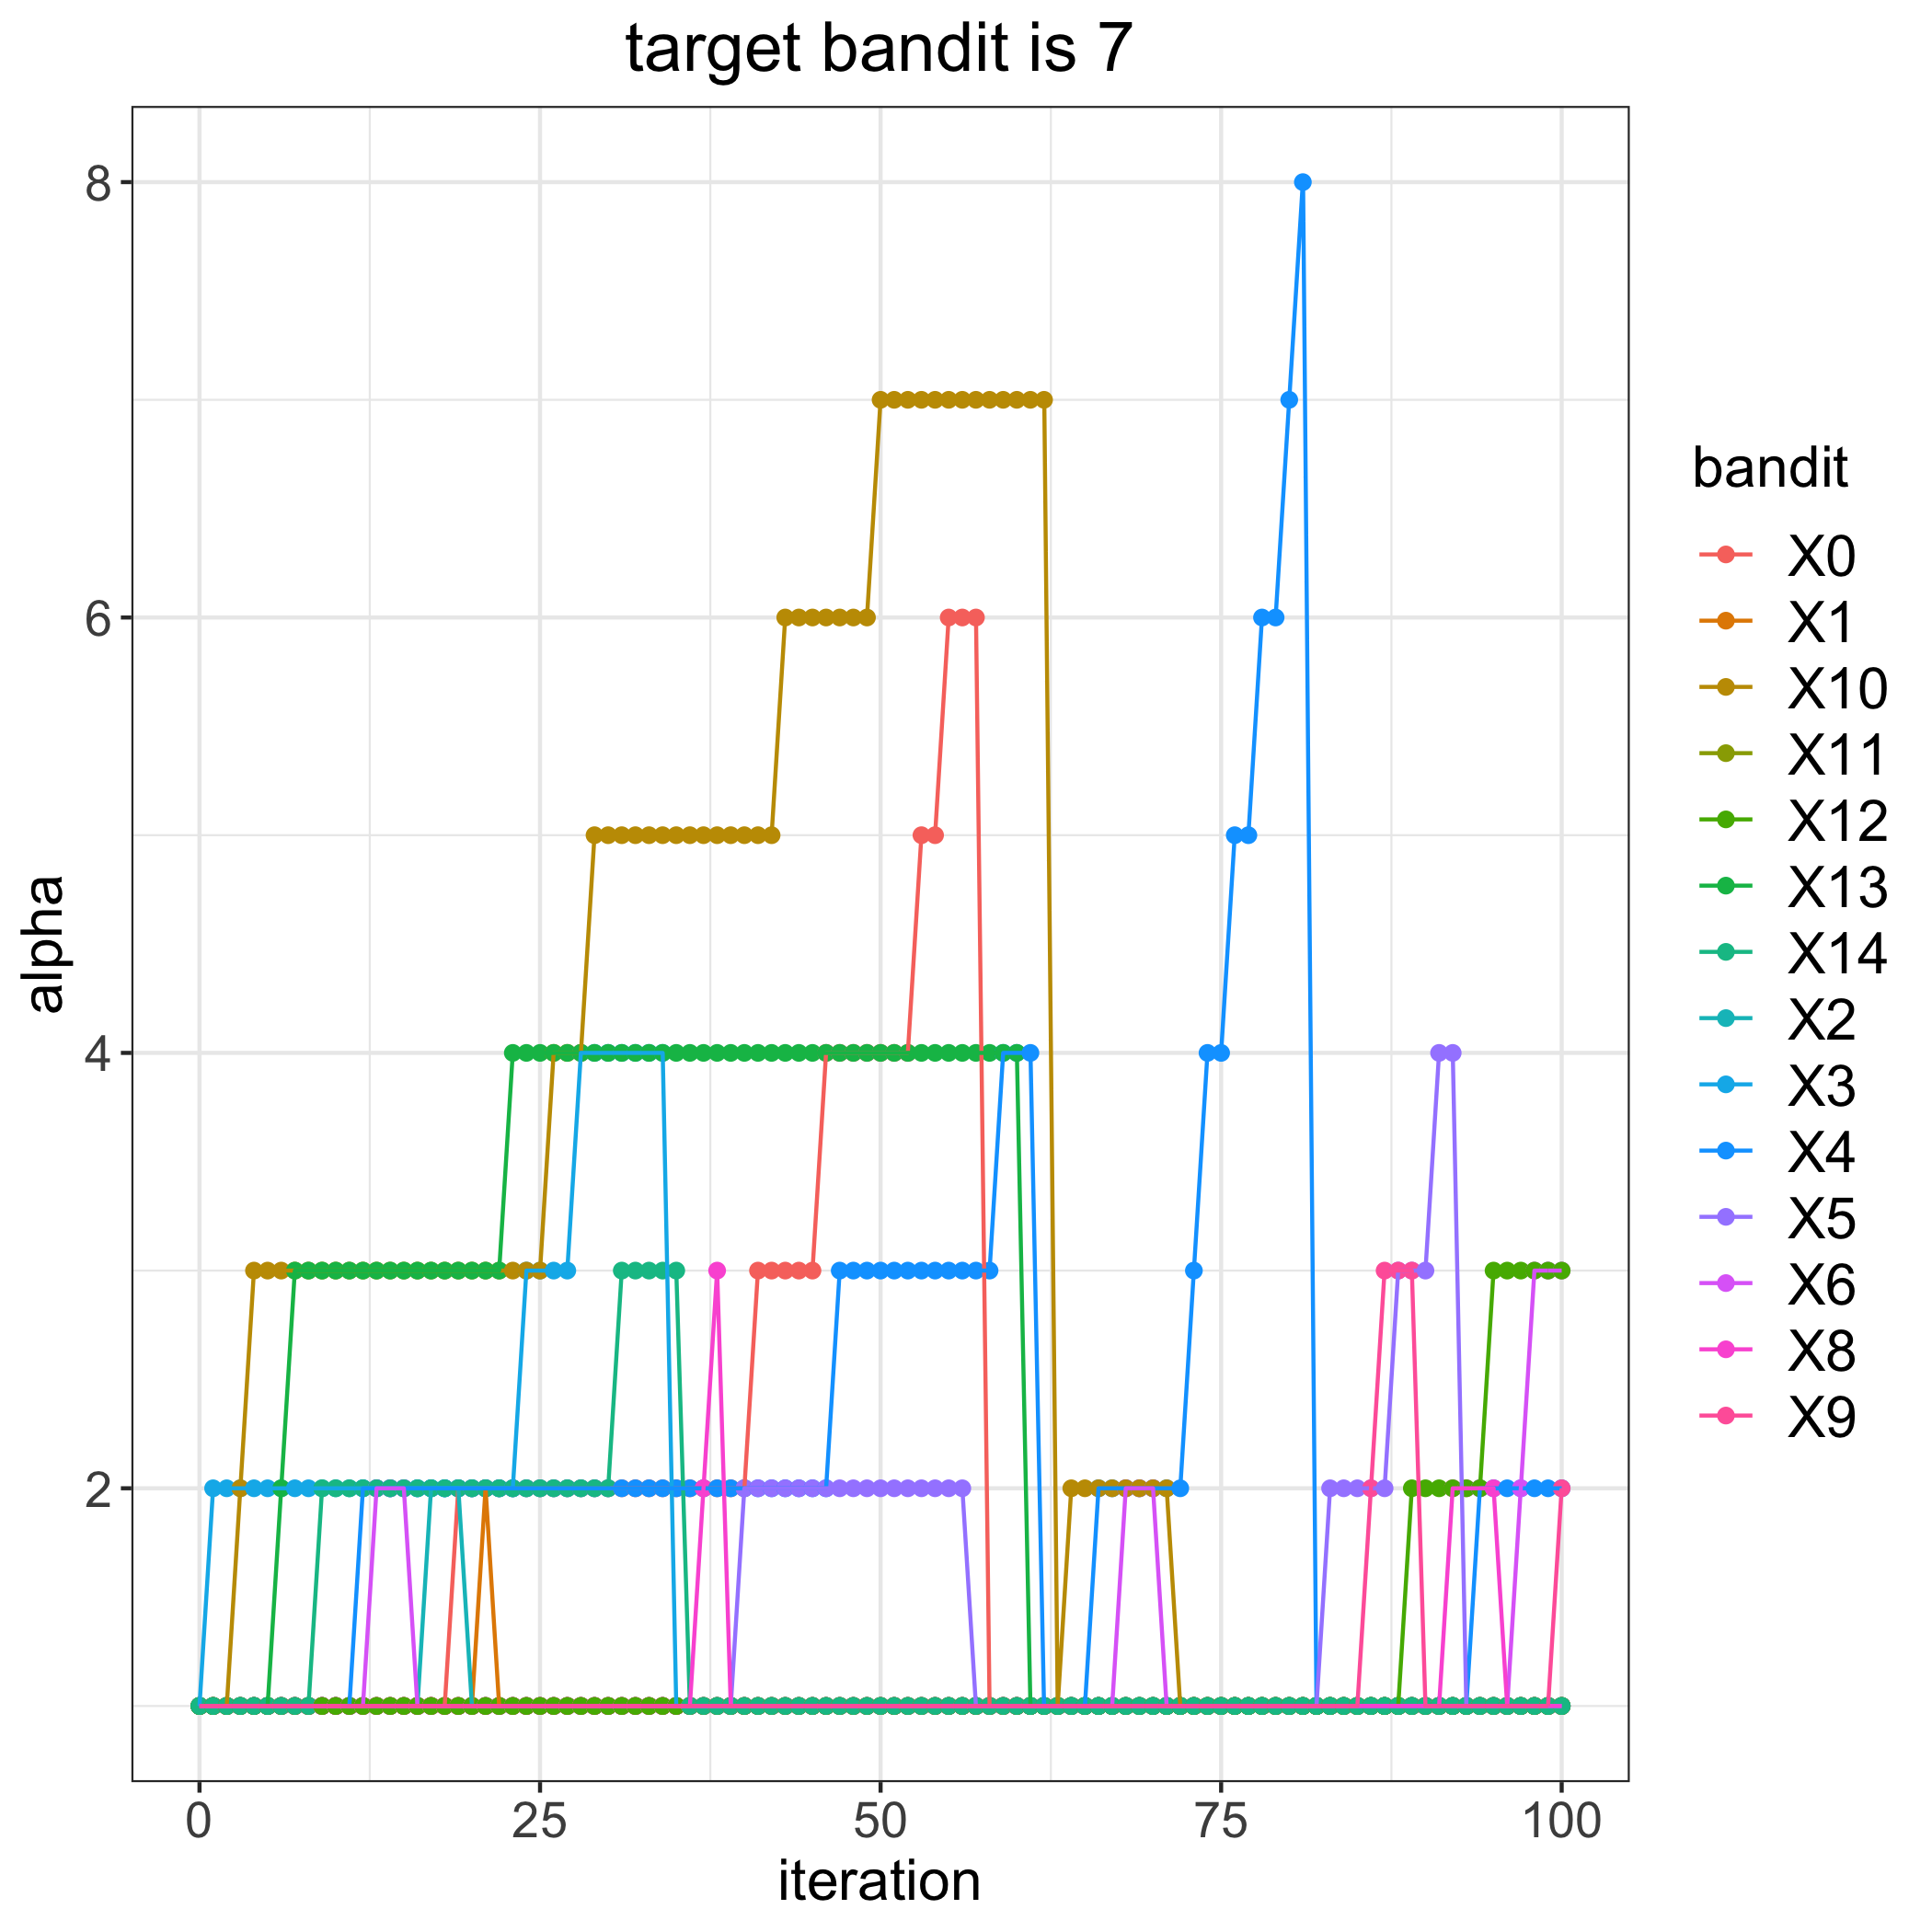 target bandit is 7
8
6
4
2
alpha
0 25 50 75 100
iteration
bandit
X0
X1
X10
X11
X12
X13
X14
X2
X3
X4
X5
X6
X8
X9